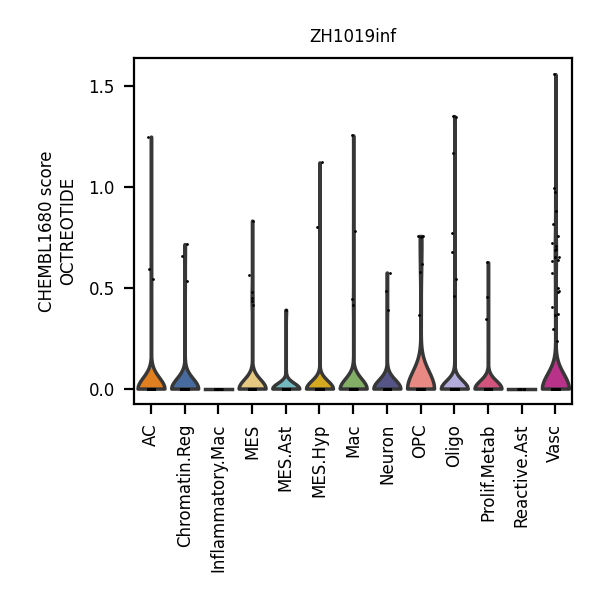 ZH1019inf
CHEMBL1680 score
OCTREOTIDE
1.5
1.0
0.5
0.0
AC
Chromatin.Reg
Inflammatory.Mac
MES
MES.Ast
MES.Hyp
Mac
Neuron
OPC
Oligo
Prolif.Metab
Reactive.Ast
Vasc